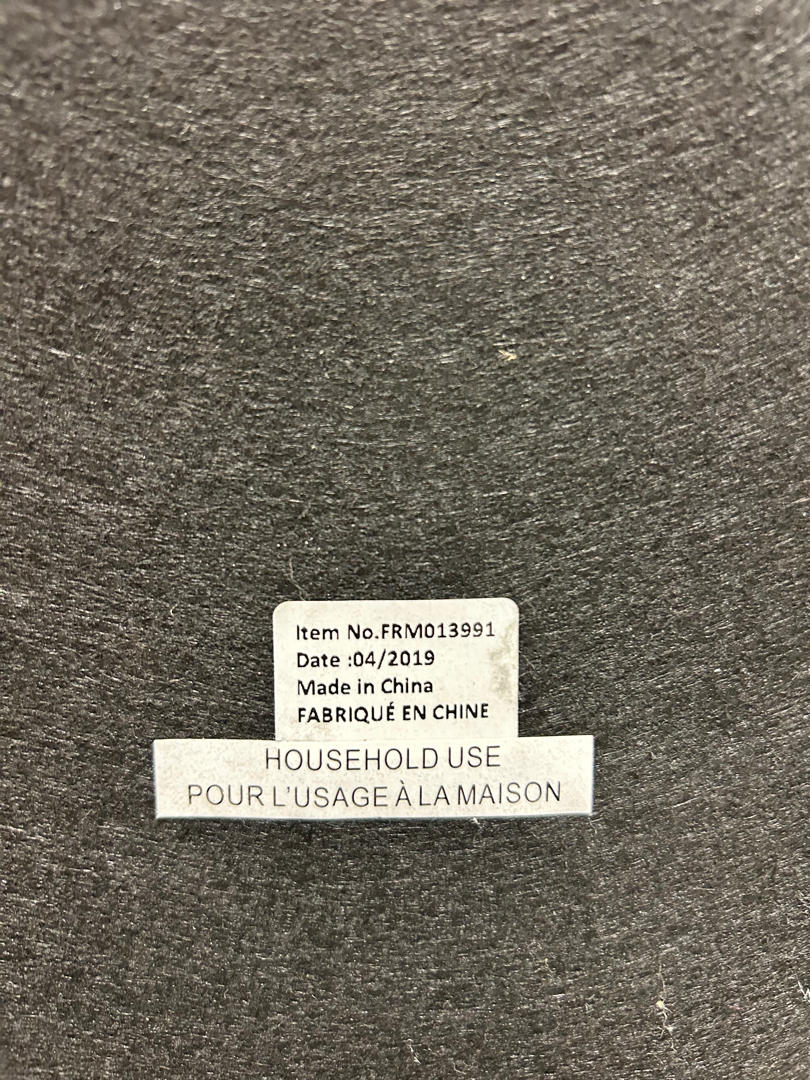 Item No.FRM013991
Date :04/2019
Made in China
FABRIQUÉ EN CHINE
HOUSEHOLD USE
POUR L'USAGE À LA MAISON